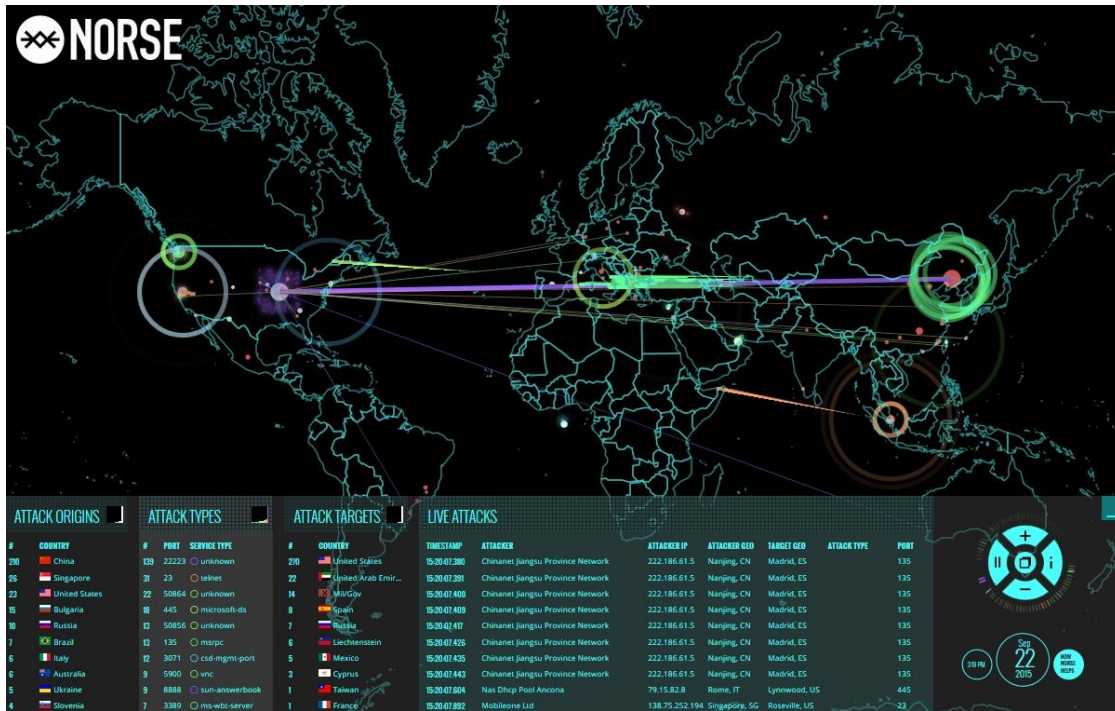 NORSE
ATTACK ORIGINS
# COUNTRY
210 China
26 Singapore
23 United States
15 Bulgaria
10 Russia
7 Brazil
6 Italy
6 Australia
5 Ukraine
4 Slovenia
ATTACK TYPES
# PORT SERVICE TYPE
139 22223 unknown
31 23 telnet
22 50864 unknown
18 445 microsoft-ds
13 50856 unknown
13 135 msrpc
12 3071 csd-mgmt-port
9 5900 vnc
9 8888 sun-answerbook
7 3389 ms-wbt-server
ATTACK TARGETS
# COUNTRY
270 United States
22 United Arab Emir...
14 Mil/Gov
8 Spain
7 Russia
6 Liechtenstein
5 Mexico
3 Cyprus
1 Taiwan
1 France
LIVE ATTACKS
TIMESTAMP ATTACKER ATTACKER IP ATTACKER GEO TARGET GEO ATTACK TYPE PORT
15:20:07.380 Chinanet Jiangsu Province Network 222.186.61.5 Nanjing, CN Madrid, ES 135
15:20:07.391 Chinanet Jiangsu Province Network 222.186.61.5 Nanjing, CN Madrid, ES 135
15:20:07.400 Chinanet Jiangsu Province Network 222.186.61.5 Nanjing, CN Madrid, ES 135
15:20:07.409 Chinanet Jiangsu Province Network 222.186.61.5 Nanjing, CN Madrid, ES 135
15:20:07.417 Chinanet Jiangsu Province Network 222.186.61.5 Nanjing, CN Madrid, ES 135
15:20:07.426 Chinanet Jiangsu Province Network 222.186.61.5 Nanjing, CN Madrid, ES 135
15:20:07.435 Chinanet Jiangsu Province Network 222.186.61.5 Nanjing, CN Madrid, ES 135
15:20:07.443 Chinanet Jiangsu Province Network 222.186.61.5 Nanjing, CN Madrid, ES 135
15:20:07.604 Nas Dhcp Pool Ancona 79.15.82.8 Rome, IT Lynnwood, US 445
15:20:07.892 Mobileone Ltd 138.75.252.194 Singapore, SG Roseville, US 23
i
Sep
22
2015
HOW
NORSE
HELPS